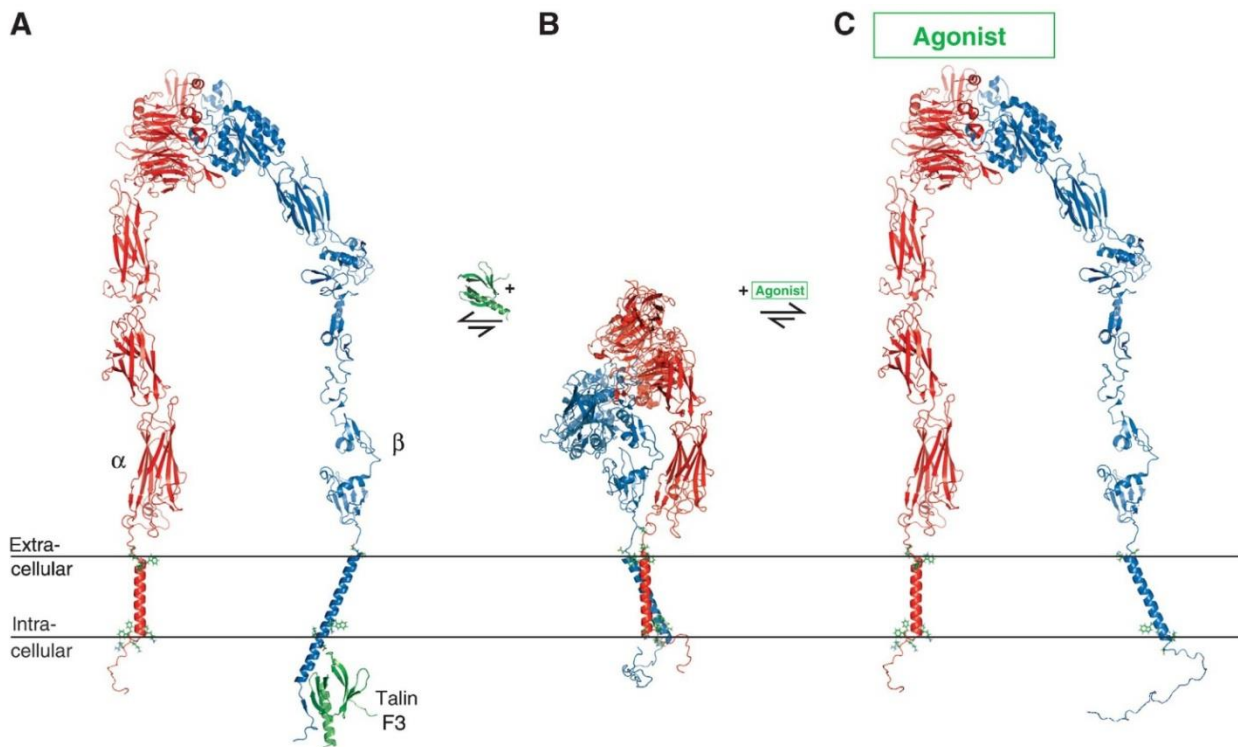 A
B
C
Agonist
+
+ Agonist
α
β
Extra-
cellular
Intra-
cellular
Talin
F3